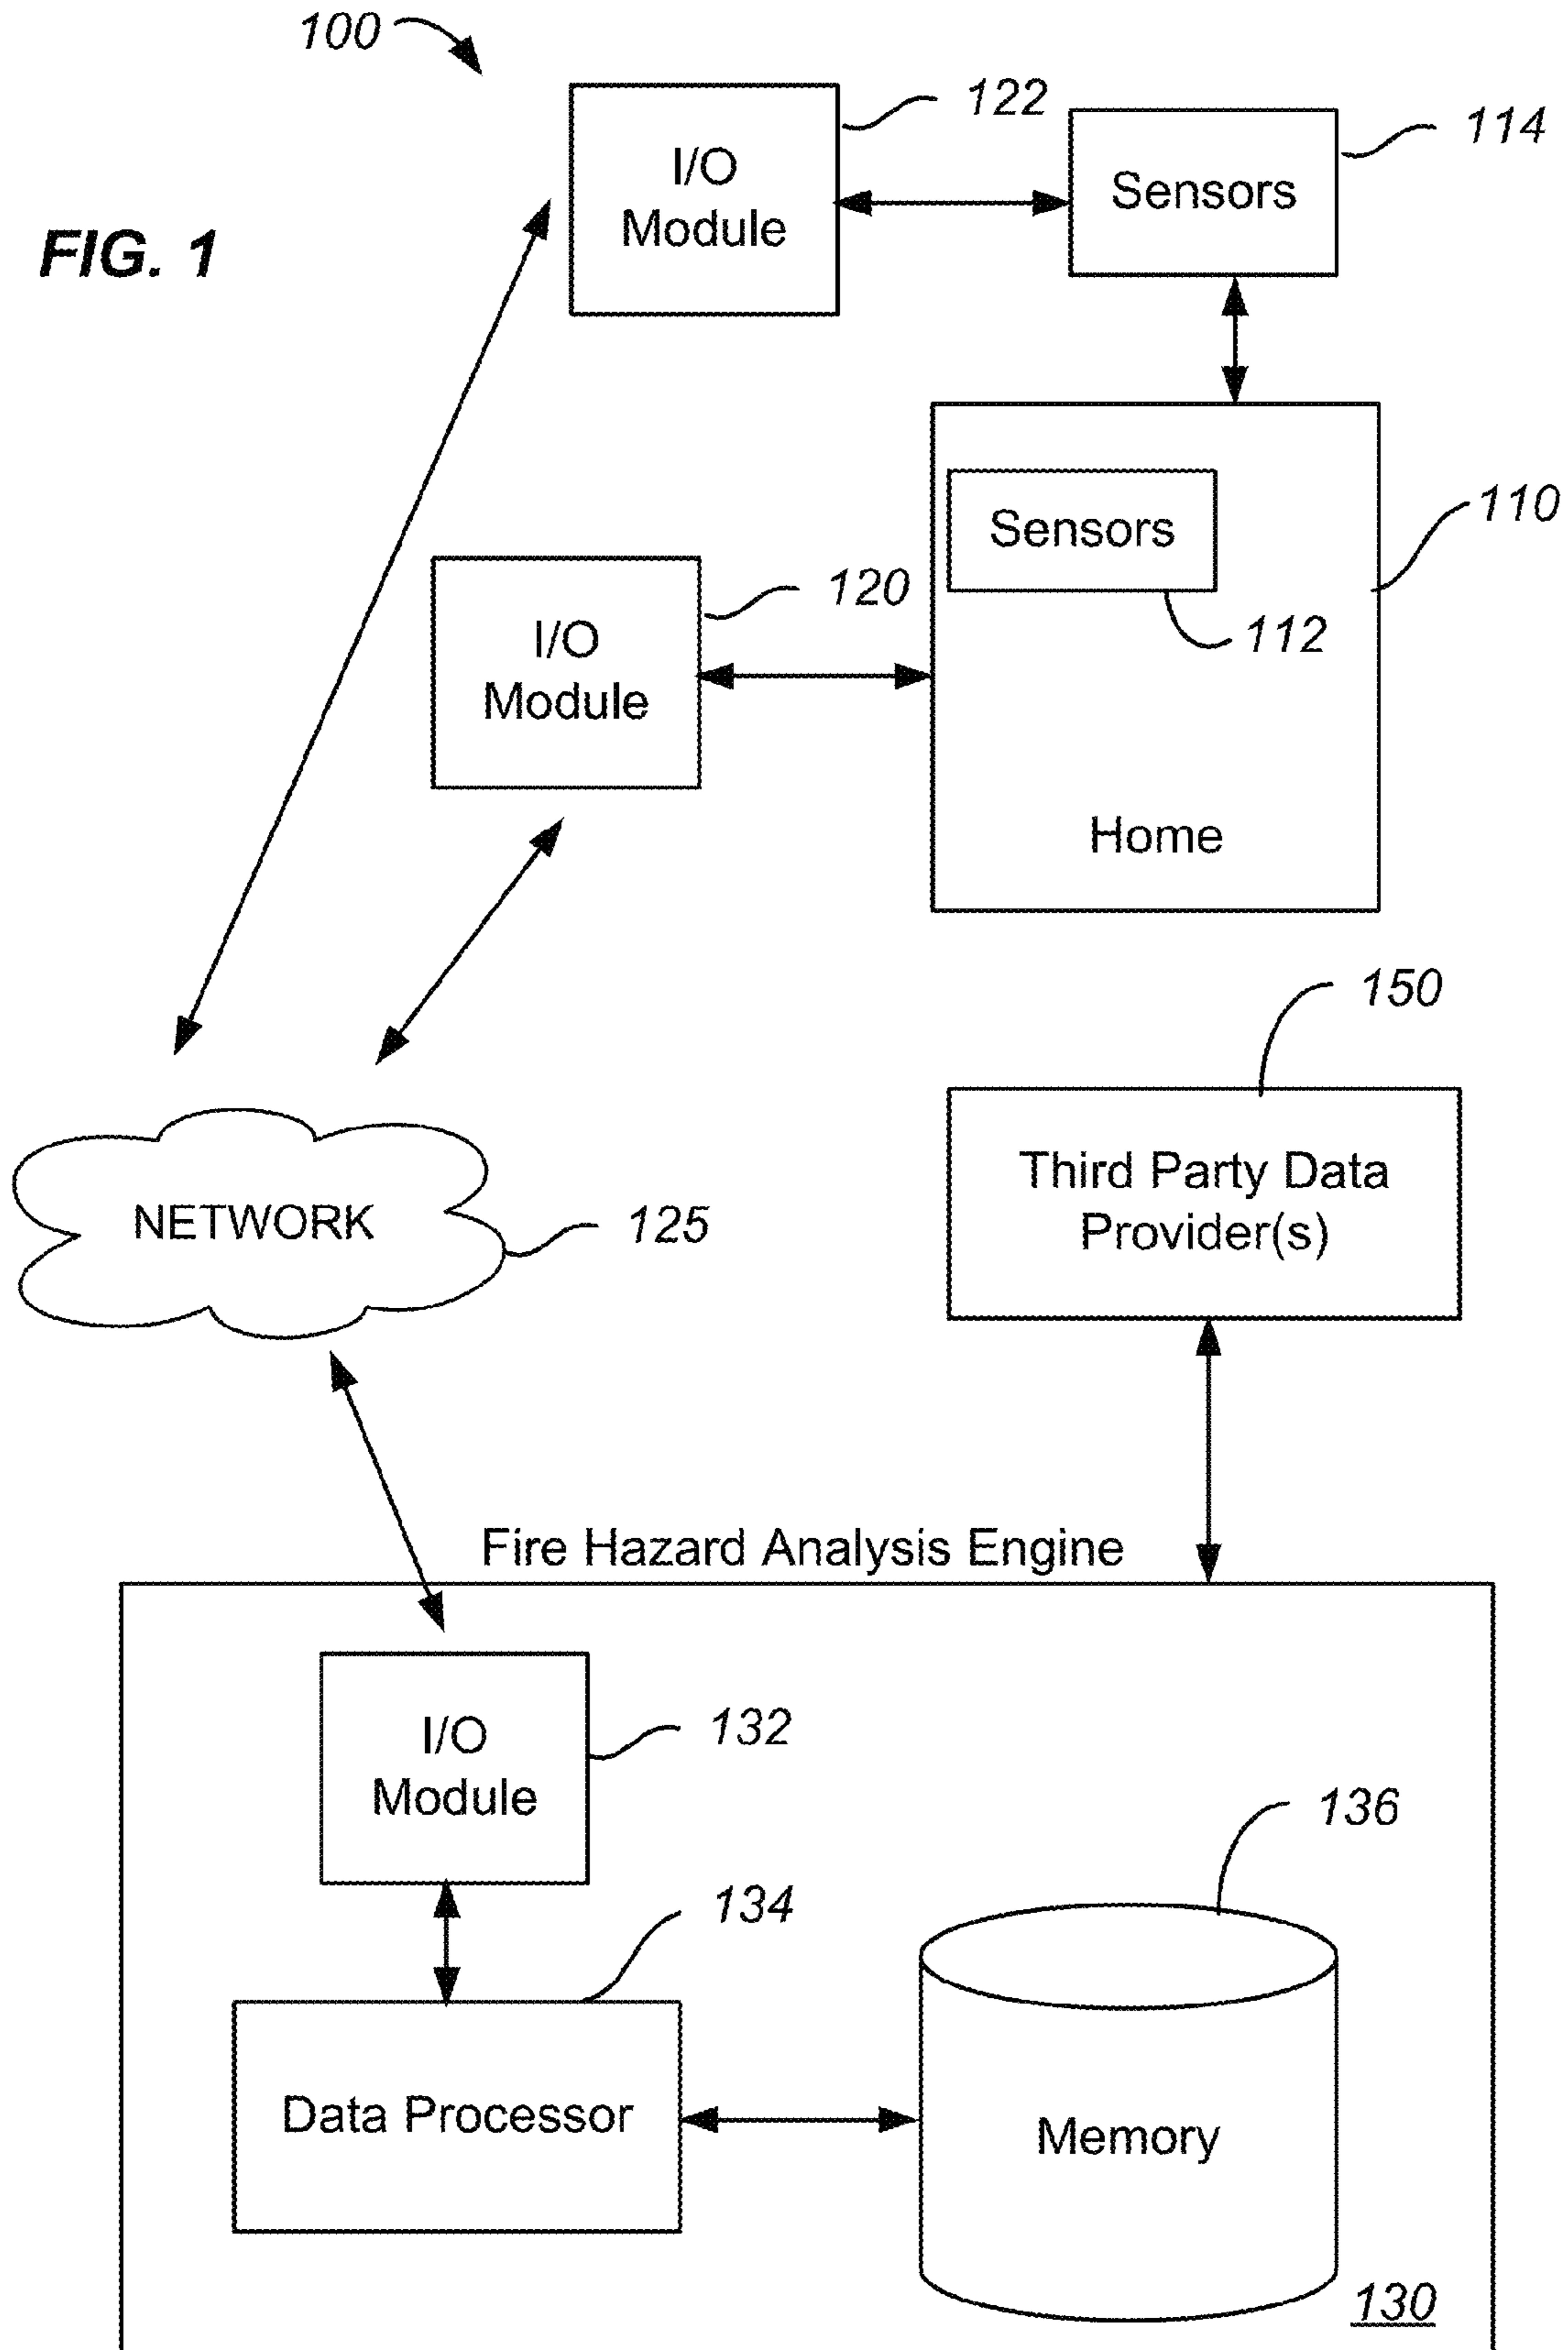 100
122
114
I/O
Module
Sensors
FIG. 1
110
Sensors
120
112
I/O
Module
Home
150
Third Party Data
Provider(s)
NETWORK
125
Fire Hazard Analysis Engine
132
I/O
Module
136
134
Data Processor
Memory
130